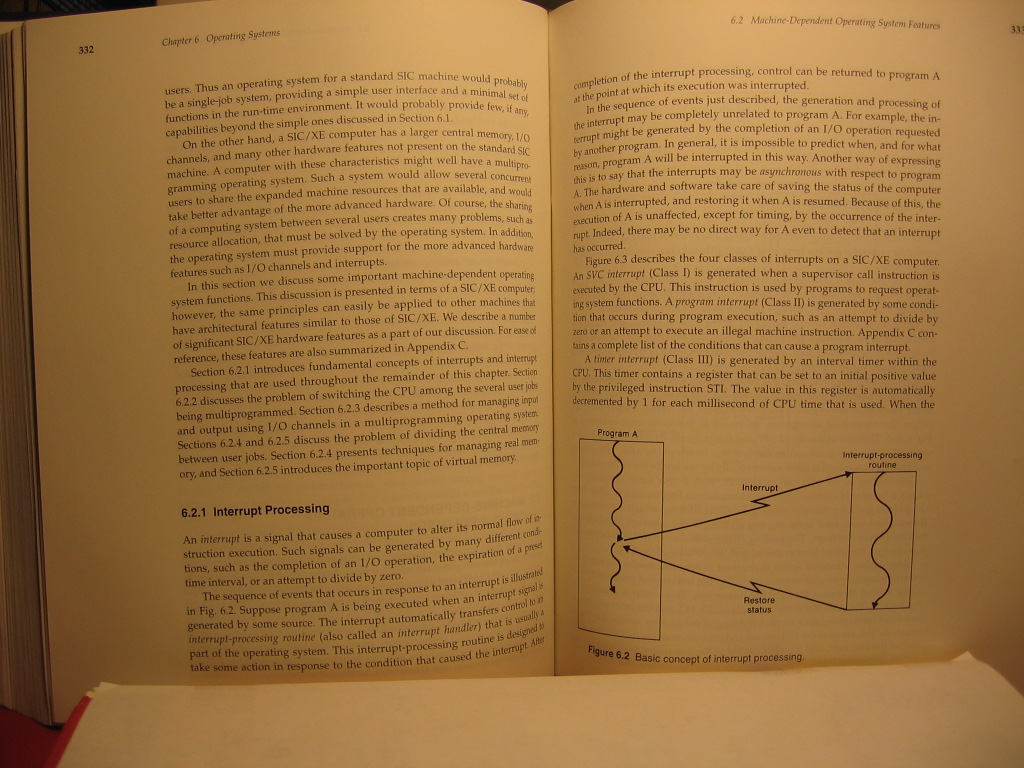 332
Chapter 6 Operating Systems
users. Thus an operating system for a standard SIC machine would probably
be a single-job system, providing a simple user interface and a minimal set of
functions in the run-time environment. It would probably provide few, if any,
capabilities beyond the simple ones discussed in Section 6.1.
On the other hand, a SIC/XE computer has a larger central memory, I/O
channels, and many other hardware features not present on the standard SIC
machine. A computer with these characteristics might well have a multipro-
gramming operating system. Such a system would allow several concurrent
users to share the expanded machine resources that are available, and would
take better advantage of the more advanced hardware. Of course, the sharing
of a computing system between several users creates many problems, such as
resource allocation, that must be solved by the operating system. In addition,
the operating system must provide support for the more advanced hardware
features such as I/O channels and interrupts.
In this section we discuss some important machine-dependent operating
system functions. This discussion is presented in terms of a SIC/XE computer;
however, the same principles can easily be applied to other machines that
have architectural features similar to those of SIC/XE. We describe a number
of significant SIC/XE hardware features as a part of our discussion. For ease of
reference, these features are also summarized in Appendix C.
Section 6.2.1 introduces fundamental concepts of interrupts and interrupt
processing that are used throughout the remainder of this chapter. Section
6.2.2 discusses the problem of switching the CPU among the several user jobs
being multiprogrammed. Section 6.2.3 describes a method for managing input
and output using I/O channels in a multiprogramming operating system.
Sections 6.2.4 and 6.2.5 discuss the problem of dividing the central memory
between user jobs. Section 6.2.4 presents techniques for managing real mem-
ory, and Section 6.2.5 introduces the important topic of virtual memory.
6.2.1 Interrupt Processing
An interrupt is a signal that causes a computer to alter its normal flow of in-
struction execution. Such signals can be generated by many different condi-
tions, such as the completion of an I/O operation, the expiration of a preset
time interval, or an attempt to divide by zero.
The sequence of events that occurs in response to an interrupt is illustrated
in Fig. 6.2. Suppose program A is being executed when an interrupt signal is
generated by some source. The interrupt automatically transfers control to an
interrupt-processing routine (also called an interrupt handler) that is usually a
part of the operating system. This interrupt-processing routine is designed to
take some action in response to the condition that caused the interrupt. After
6.2 Machine-Dependent Operating System Features
333
completion of the interrupt processing, control can be returned to program A
at the point at which its execution was interrupted.
In the sequence of events just described, the generation and processing of
the interrupt may be completely unrelated to program A. For example, the in-
terrupt might be generated by the completion of an I/O operation requested
by another program. In general, it is impossible to predict when, and for what
reason, program A will be interrupted in this way. Another way of expressing
this is to say that the interrupts may be asynchronous with respect to program
A. The hardware and software take care of saving the status of the computer
when A is interrupted, and restoring it when A is resumed. Because of this, the
execution of A is unaffected, except for timing, by the occurrence of the inter-
rupt. Indeed, there may be no direct way for A even to detect that an interrupt
has occurred.
Figure 6.3 describes the four classes of interrupts on a SIC/XE computer.
An SVC interrupt (Class I) is generated when a supervisor call instruction is
executed by the CPU. This instruction is used by programs to request operat-
ing system functions. A program interrupt (Class II) is generated by some condi-
tion that occurs during program execution, such as an attempt to divide by
zero or an attempt to execute an illegal machine instruction. Appendix C con-
tains a complete list of the conditions that can cause a program interrupt.
A timer interrupt (Class III) is generated by an interval timer within the
CPU. This timer contains a register that can be set to an initial positive value
by the privileged instruction STI. The value in this register is automatically
decremented by 1 for each millisecond of CPU time that is used. When the
Program A
Interrupt-processing
routine
Interrupt
Restore
status
Figure 6.2 Basic concept of interrupt processing.